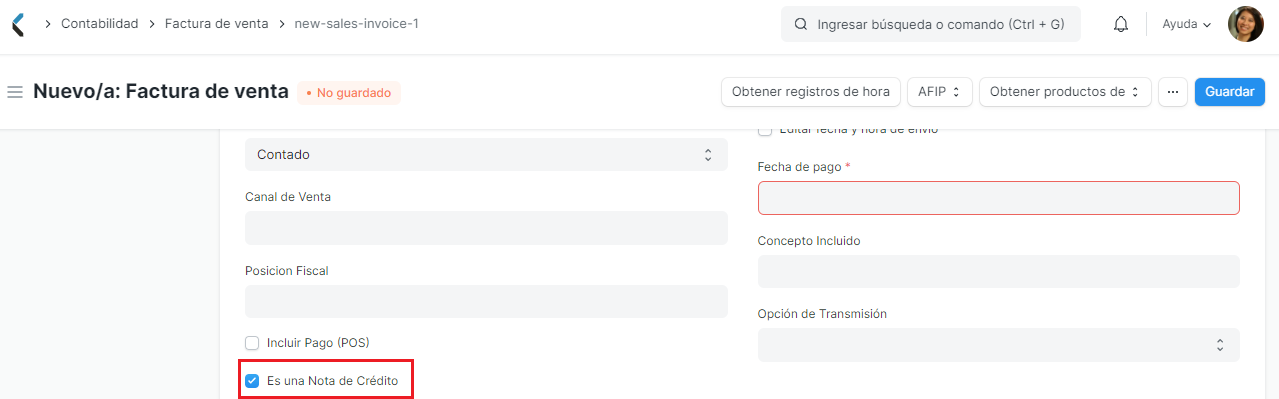 Contabilidad
Factura de venta
new-sales-invoice-1
Ingresar búsqueda o comando (Ctrl + G)
Ayuda
Nuevo/a: Factura de venta
No guardado
Obtener registros de hora
AFIP
Obtener productos de
...
Guardar
Contado
Canal de Venta
Posicion Fiscal
Incluir Pago (POS)
Es una Nota de Crédito
Editar fecha y hora de envío
Fecha de pago *
Concepto Incluido
Opción de Transmisión